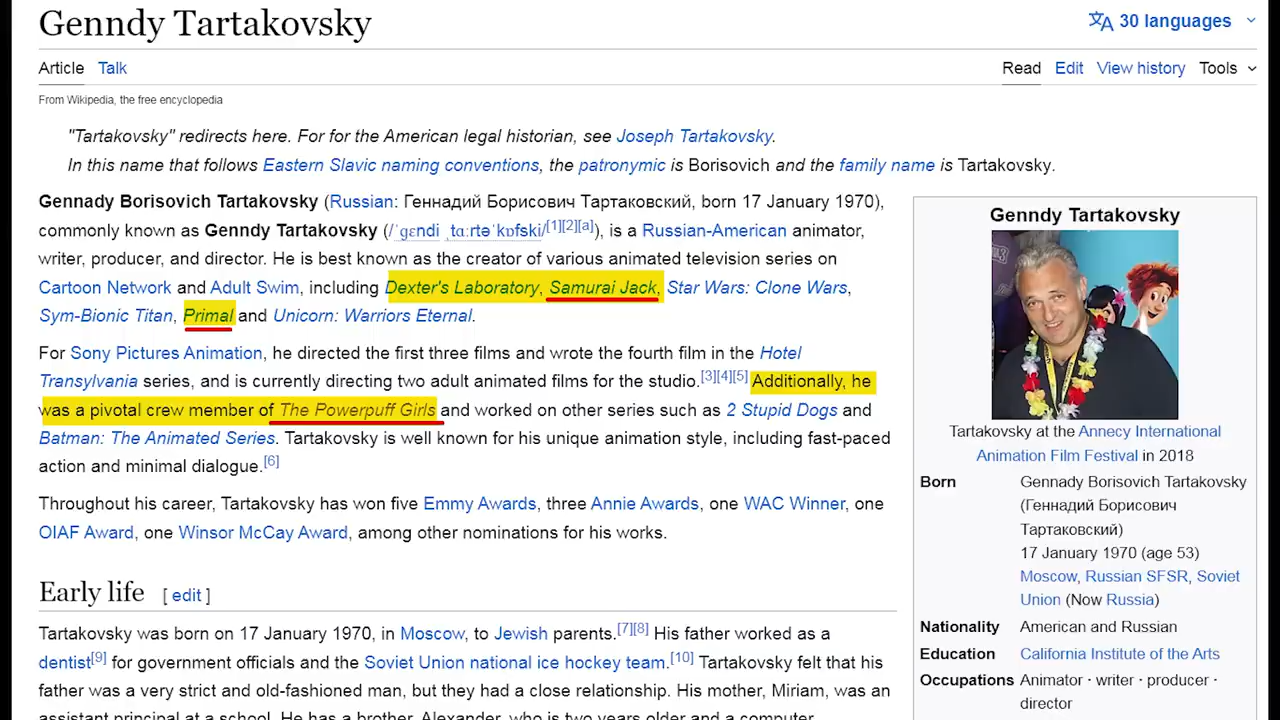 Genndy Tartakovsky
30 languages
Article Talk
Read Edit View history Tools
From Wikipedia, the free encyclopedia
"Tartakovsky" redirects here. For for the American legal historian, see Joseph Tartakovsky.
In this name that follows Eastern Slavic naming conventions, the patronymic is Borisovich and the family name is Tartakovsky.
Gennady Borisovich Tartakovsky (Russian: Геннадий Борисович Тартаковский, born 17 January 1970),
commonly known as Genndy Tartakovsky (/ˈɡɛndi ˌtɑːrtəˈkɒfski/[1][2][a]), is a Russian-American animator,
writer, producer, and director. He is best known as the creator of various animated television series on
Cartoon Network and Adult Swim, including Dexter's Laboratory, Samurai Jack, Star Wars: Clone Wars,
Sym-Bionic Titan, Primal and Unicorn: Warriors Eternal.
For Sony Pictures Animation, he directed the first three films and wrote the fourth film in the Hotel
Transylvania series, and is currently directing two adult animated films for the studio.[3][4][5] Additionally, he
was a pivotal crew member of The Powerpuff Girls and worked on other series such as 2 Stupid Dogs and
Batman: The Animated Series. Tartakovsky is well known for his unique animation style, including fast-paced
action and minimal dialogue.[6]
Throughout his career, Tartakovsky has won five Emmy Awards, three Annie Awards, one WAC Winner, one
OIAF Award, one Winsor McCay Award, among other nominations for his works.
Early life [ edit ]
Tartakovsky was born on 17 January 1970, in Moscow, to Jewish parents.[7][8] His father worked as a
dentist[9] for government officials and the Soviet Union national ice hockey team.[10] Tartakovsky felt that his
father was a very strict and old-fashioned man, but they had a close relationship. His mother, Miriam, was an
assistant principal at a school. He has a brother, Alexander, who is two years older and a computer
Genndy Tartakovsky
Tartakovsky at the Annecy International
Animation Film Festival in 2018
Born Gennady Borisovich Tartakovsky
(Геннадий Борисович
Тартаковский)
17 January 1970 (age 53)
Moscow, Russian SFSR, Soviet
Union (Now Russia)
Nationality American and Russian
Education California Institute of the Arts
Occupations Animator · writer · producer ·
director